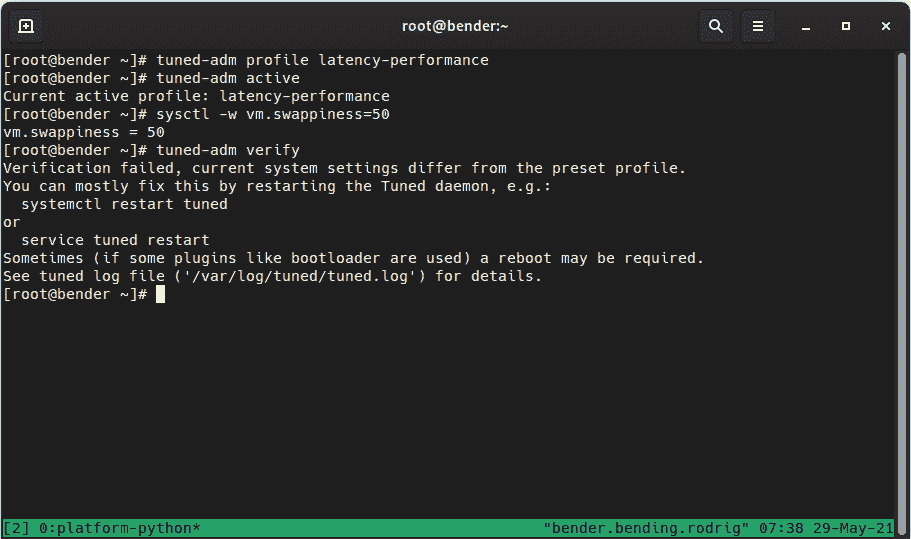 root@bender:~
[root@bender ~]# tuned-adm profile latency-performance
[root@bender ~]# tuned-adm active
Current active profile: latency-performance
[root@bender ~]# sysctl -w vm.swappiness=50
vm.swappiness = 50
[root@bender ~]# tuned-adm verify
Verification failed, current system settings differ from the preset profile.
You can mostly fix this by restarting the Tuned daemon, e.g.:
  systemctl restart tuned
or
  service tuned restart
Sometimes (if some plugins like bootloader are used) a reboot may be required.
See tuned log file ('/var/log/tuned/tuned.log') for details.
[root@bender ~]#
[2] 0:platform-python* "bender.bending.rodrig" 07:38 29-May-21